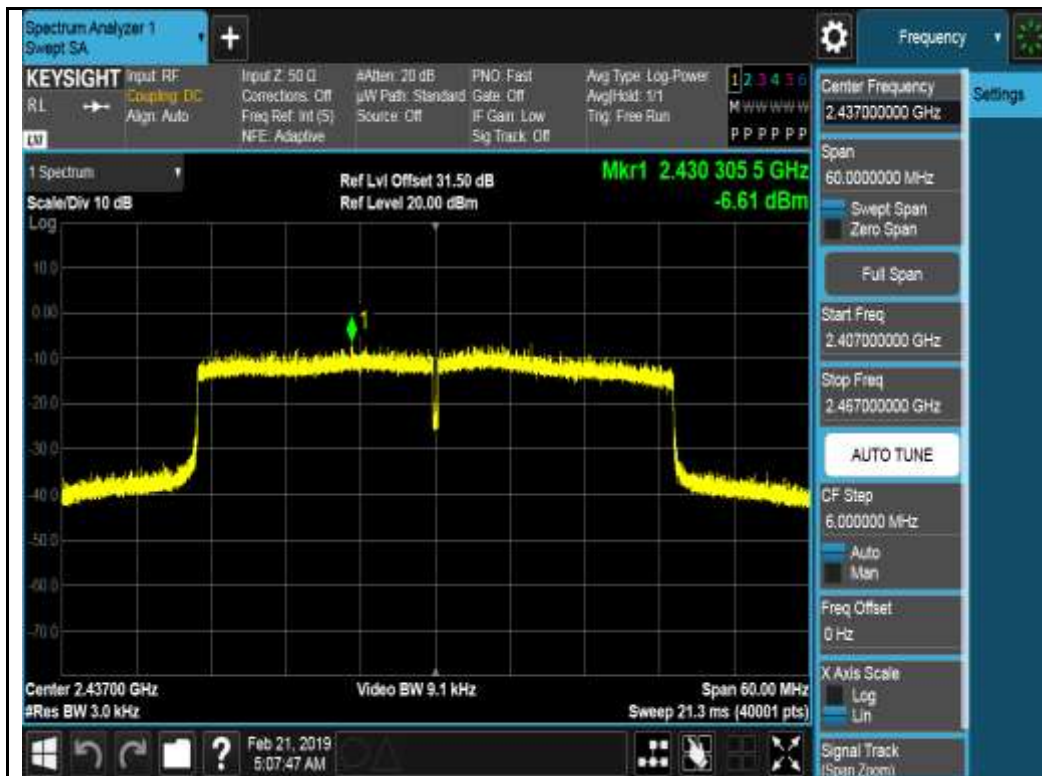 Spectrum Analyzer 1
Swept SA
+
Frequency
KEYSIGHT
RL
LXI
Input: RF
Coupling: DC
Align: Auto
Input Z: 50 Ω
Corrections: Off
Freq Ref: Int (S)
NFE: Adaptive
#Atten: 20 dB
µW Path: Standard
Source: Off
PNO: Fast
Gate: Off
IF Gain: Low
Sig Track: Off
Avg Type: Log-Power
Avg|Hold: 1/1
Trig: Free Run
1 2 3 4 5 6
M W W W W W
P P P P P P
1 Spectrum
Scale/Div 10 dB
Ref Lvl Offset 31.50 dB
Ref Level 20.00 dBm
Mkr1 2.430 305 5 GHz
-6.61 dBm
Log
10.0
0.00
-10.0
-20.0
-30.0
-40.0
-50.0
-60.0
-70.0
1
Center 2.43700 GHz
#Res BW 3.0 kHz
Video BW 9.1 kHz
Span 60.00 MHz
Sweep 21.3 ms (40001 pts)
?
Feb 21, 2019
5:07:47 AM
Center Frequency
2.437000000 GHz
Settings
Span
60.0000000 MHz
Swept Span
Zero Span
Full Span
Start Freq
2.407000000 GHz
Stop Freq
2.467000000 GHz
AUTO TUNE
CF Step
6.000000 MHz
Auto
Man
Freq Offset
0 Hz
X Axis Scale
Log
Lin
Signal Track
(Span Zoom)